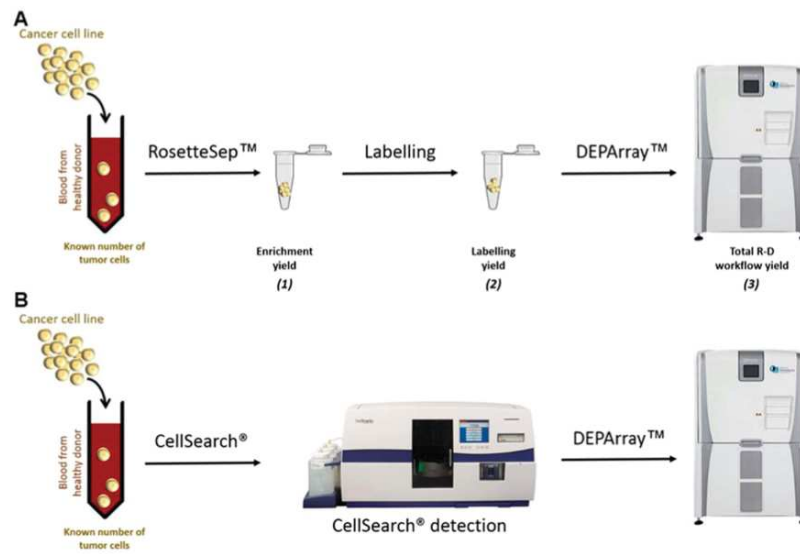 A
Cancer cell line
Blood from
healthy donor
Known number of
tumor cells
RosetteSep™
Enrichment
yield
(1)
Labelling
Labelling
yield
(2)
DEPArray™
Total R-D
workflow yield
(3)
B
Cancer cell line
Blood from
healthy donor
Known number of
tumor cells
CellSearch®
CellSearch® detection
DEPArray™